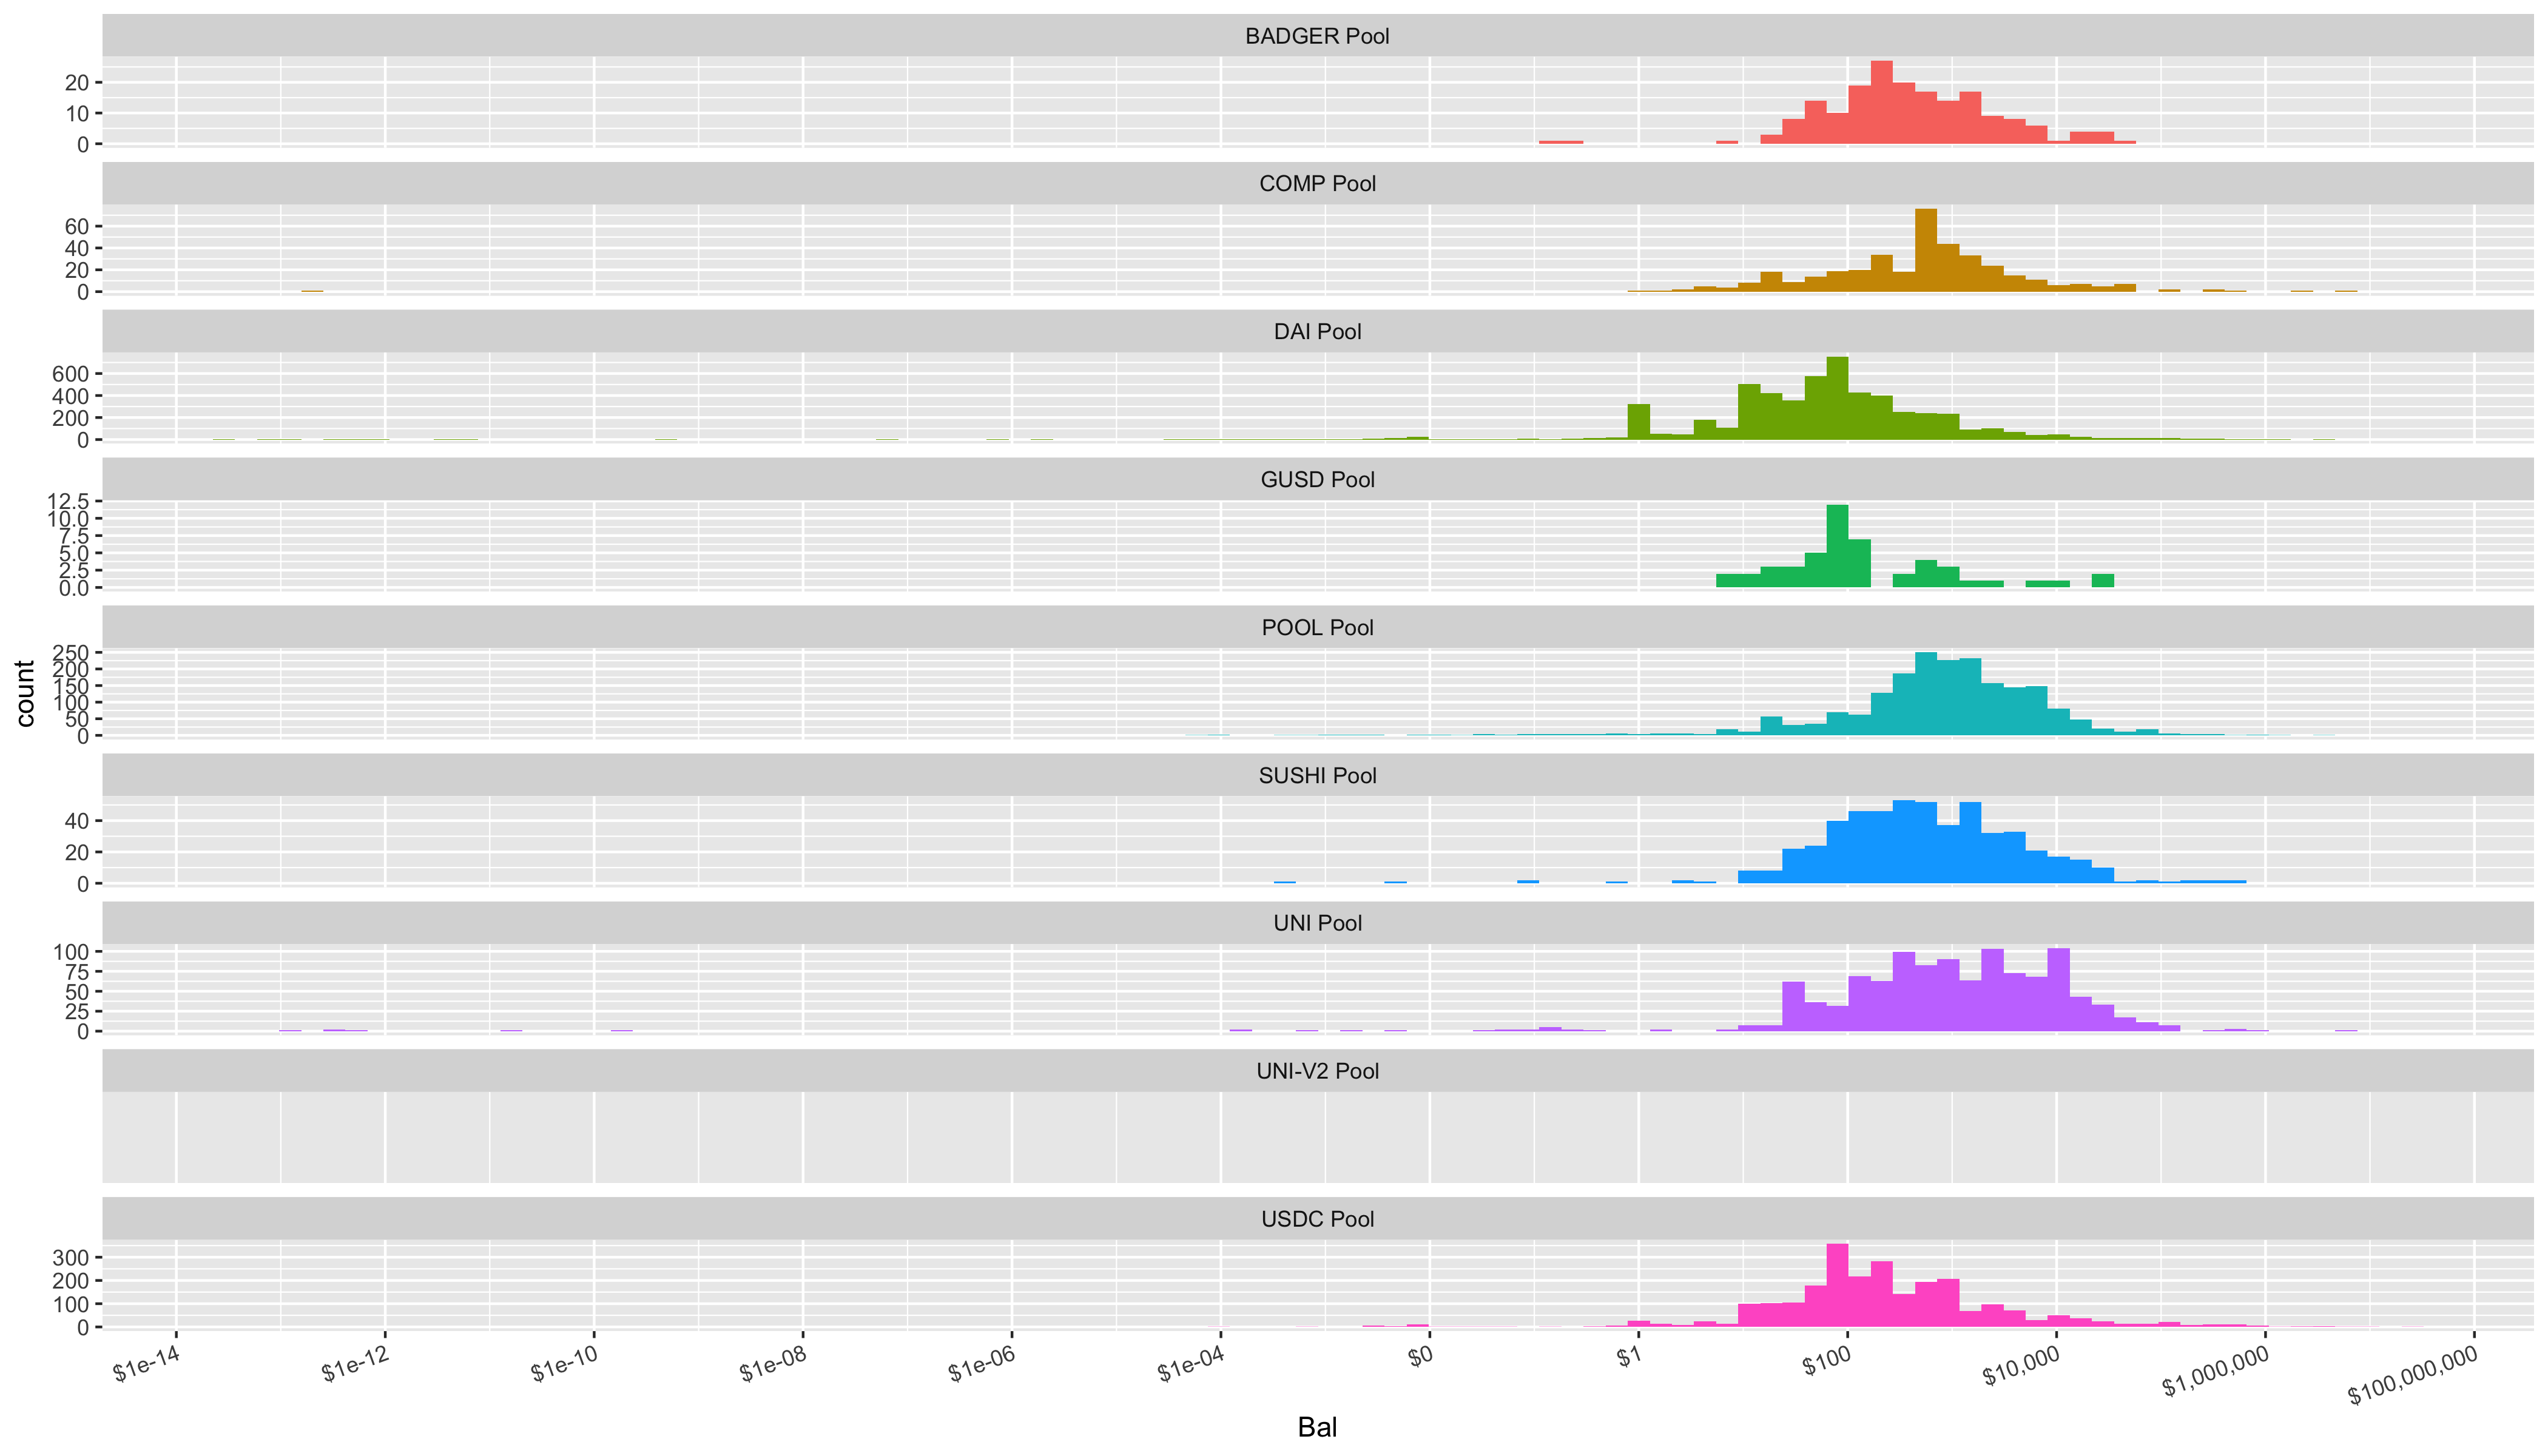 BADGER Pool
20
10
0
COMP Pool
60
40
20
0
DAI Pool
600
400
200
0
GUSD Pool
12.5
10.0
7.5
5.0
2.5
0.0
POOL Pool
250
200
150
100
50
0
SUSHI Pool
40
20
0
UNI Pool
100
75
50
25
0
UNI-V2 Pool
USDC Pool
300
200
100
0
count
$1e-14 $1e-12 $1e-10 $1e-08 $1e-06 $1e-04 $0 $1 $100 $10,000 $1,000,000 $100,000,000
Bal